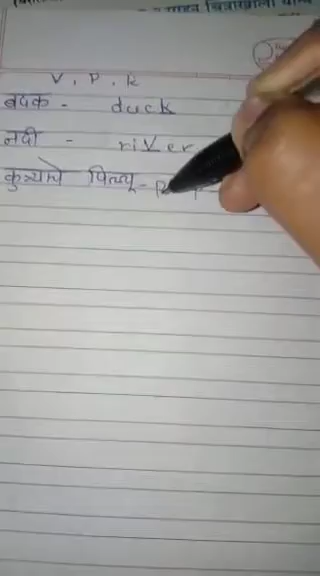 V, P, k
बदक - duck
नदी - riVer
कुत्र्याचे पिल्लू -